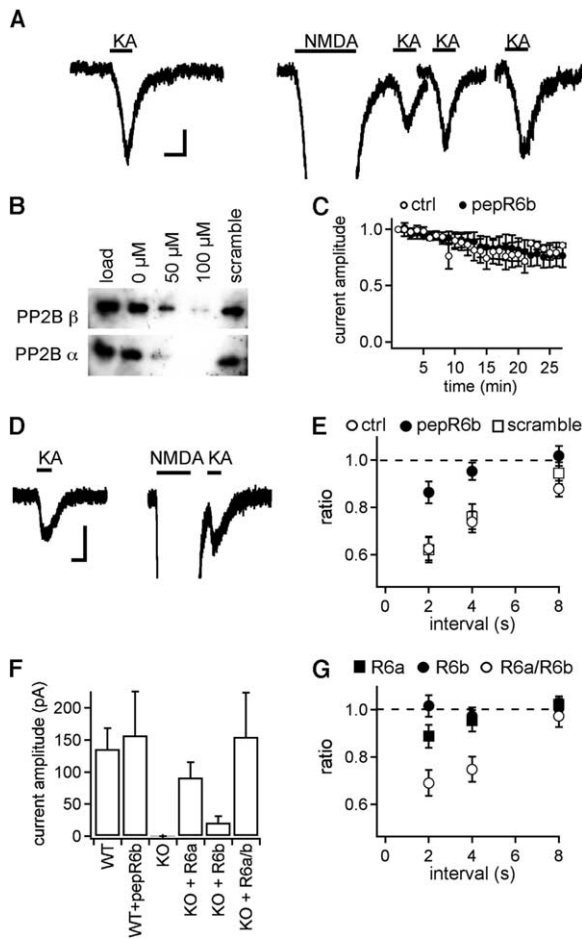 A
KA
NMDA
KA
KA
KA
B
load
0 µM
50 µM
100 µM
scramble
PP2B β
PP2B α
C
ctrl
pepR6b
current amplitude
1.0
0.5
0.0
5
10
15
20
25
time (min)
D
KA
NMDA
KA
E
ctrl
pepR6b
scramble
ratio
1.0
0.8
0.6
0
2
4
6
8
interval (s)
F
current amplitude (pA)
200
150
100
50
0
WT
WT+pepR6b
KO
KO + R6a
KO + R6b
KO + R6a/b
G
R6a
R6b
R6a/R6b
ratio
1.0
0.8
0.6
0
2
4
6
8
interval (s)